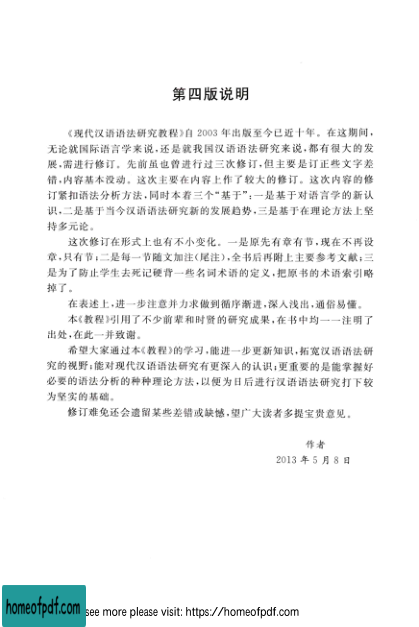 第四版说明
《现代汉语语法研究教程》自 2003 年出版至今已近十年。在这期间，
无论就国际语言学来说，还是就我国汉语语法研究来说，都有很大的发
展，需进行修订。先前虽也曾进行过三次修订，但主要是订正些文字差
错，内容基本没动。这次主要在内容上作了较大的修订。这次内容的修
订紧扣语法分析方法，同时本着三个“基于”：一是基于对语言学的新认
识，二是基于当今汉语语法研究新的发展趋势，三是基于在理论方法上坚
持多元论。
这次修订在形式上也有不小变化。一是原先有章有节，现在不再设
章，只有节；二是每一节随文加注（尾注），全书后再附上主要参考文献；三
是为了防止学生去死记硬背一些名词术语的定义，把原书的术语索引略
掉了。
在表述上，进一步注意并力求做到循序渐进，深入浅出，通俗易懂。
本《教程》引用了不少前辈和时贤的研究成果，在书中均一一注明了
出处，在此一并致谢。
希望大家通过本《教程》的学习，能进一步更新知识，拓宽汉语语法研
究的视野；能对现代汉语语法研究有更深入的认识；更重要的是能掌握好
必要的语法分析的种种理论方法，以便为日后进行汉语语法研究打下较
为坚实的基础。
修订难免还会遗留某些差错或缺憾，望广大读者多提宝贵意见。
作者
2013 年 5 月 8 日
homeofpdf.com
see more please visit: https://homeofpdf.com